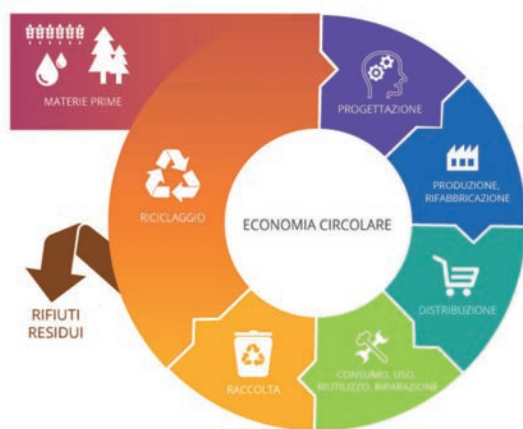 MATERIE PRIME
PROGETTAZIONE
PRODUZIONE,
RIFABBRICAZIONE
DISTRIBUZIONE
CONSUMO, USO,
RIUTILIZZO, RIPARAZIONE
RACCOLTA
RICICLAGGIO
RIFIUTI
RESIDUI
ECONOMIA CIRCOLARE